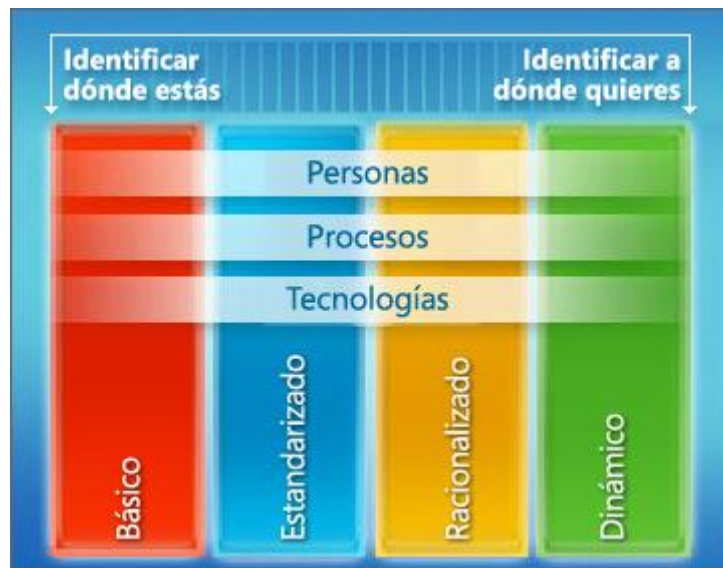 Identificar
dónde estás
Identificar a
dónde quieres
Personas
Procesos
Tecnologías
Básico
Estandarizado
Racionalizado
Dinámico